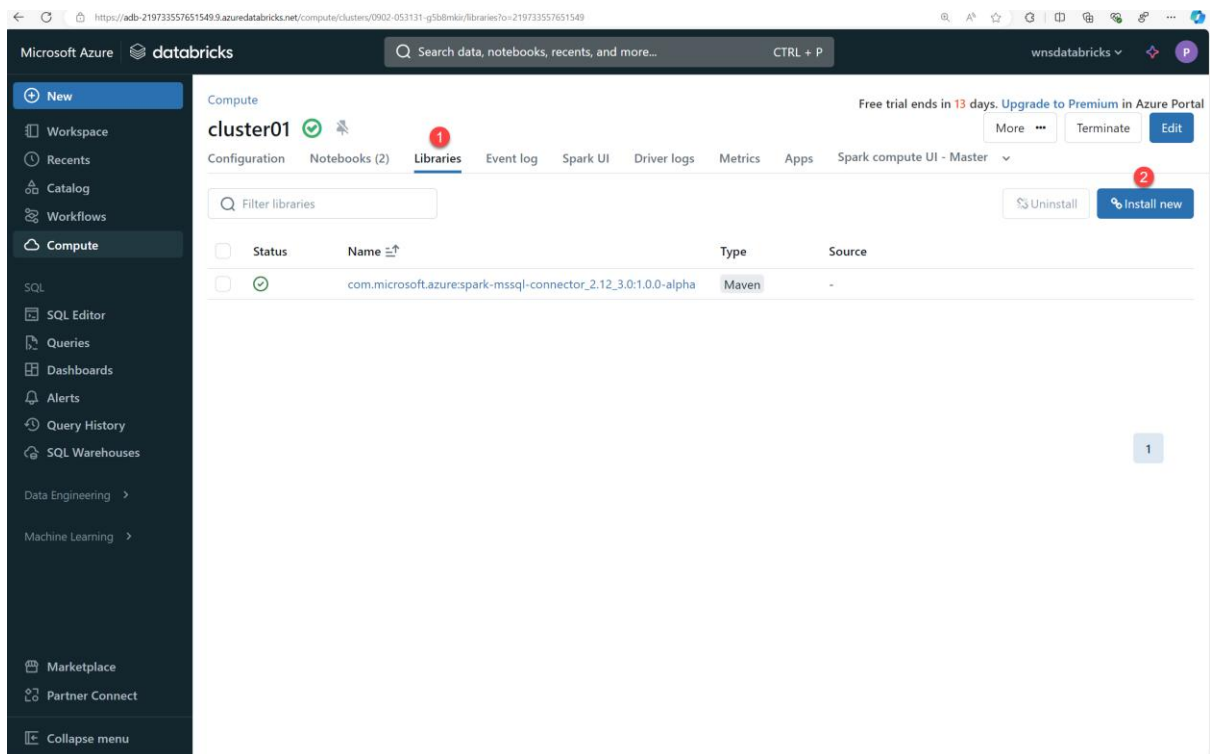 https://adb-219733557651549.9.azuredatabricks.net/compute/clusters/0902-053131-g5b8mkir/libraries?o=219733557651549
Microsoft Azure databricks Search data, notebooks, recents, and more... CTRL + P wnsdatabricks P
New
Workspace
Recents
Catalog
Workflows
Compute
SQL
SQL Editor
Queries
Dashboards
Alerts
Query History
SQL Warehouses
Data Engineering
Machine Learning
Marketplace
Partner Connect
Collapse menu
Compute
Free trial ends in 13 days. Upgrade to Premium in Azure Portal
cluster01
More ... Terminate Edit
1
Configuration Notebooks (2) Libraries Event log Spark UI Driver logs Metrics Apps Spark compute UI - Master
2
Filter libraries Uninstall Install new
Status Name Type Source
com.microsoft.azure:spark-mssql-connector_2.12_3.0:1.0.0-alpha Maven -
1